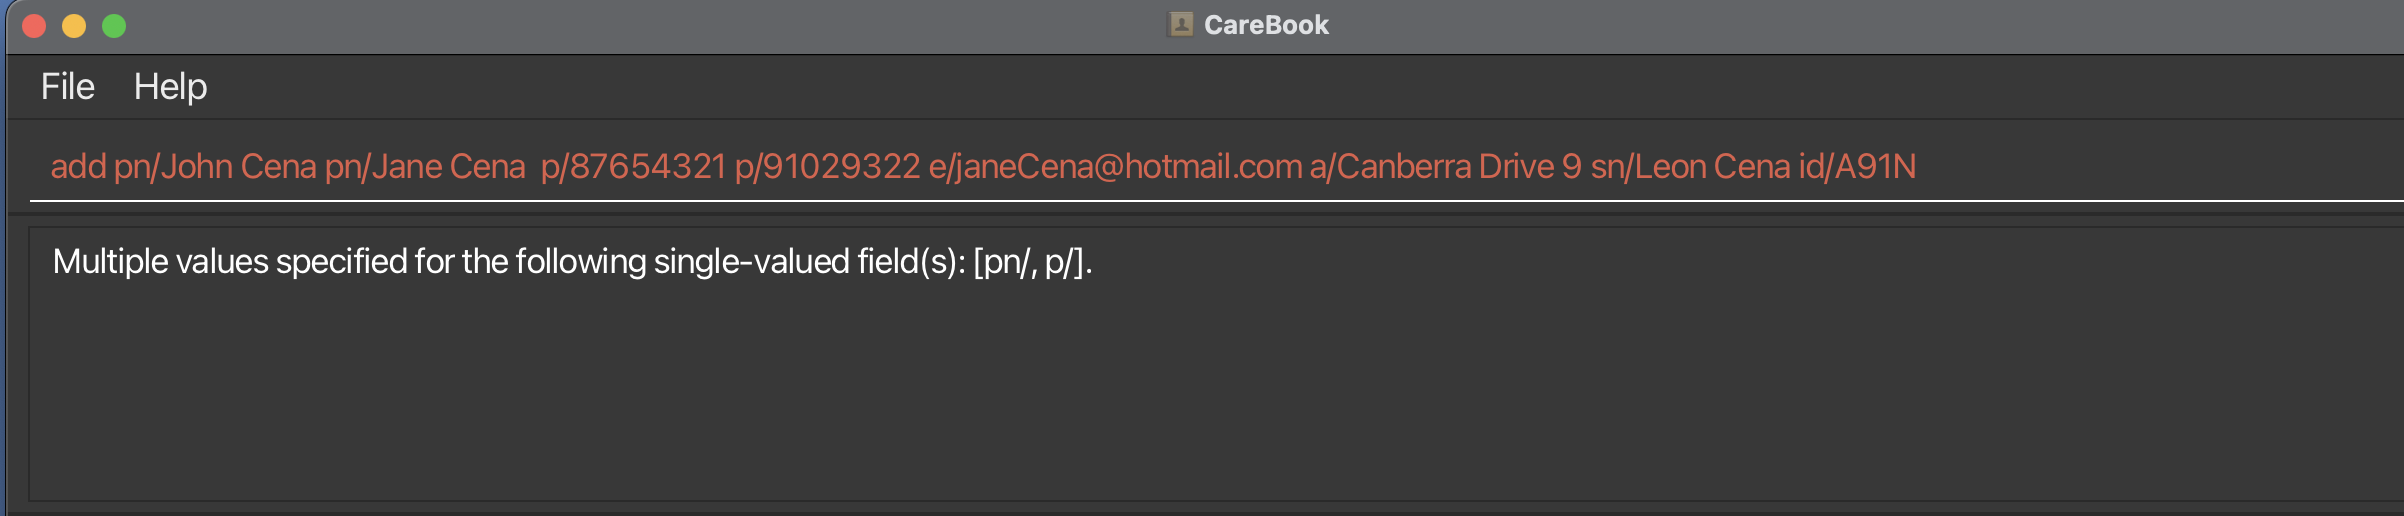 CareBook
File Help
add pn/John Cena pn/Jane Cena  p/87654321 p/91029322 e/janeCena@hotmail.com a/Canberra Drive 9 sn/Leon Cena id/A91N
Multiple values specified for the following single-valued field(s): [pn/, p/].